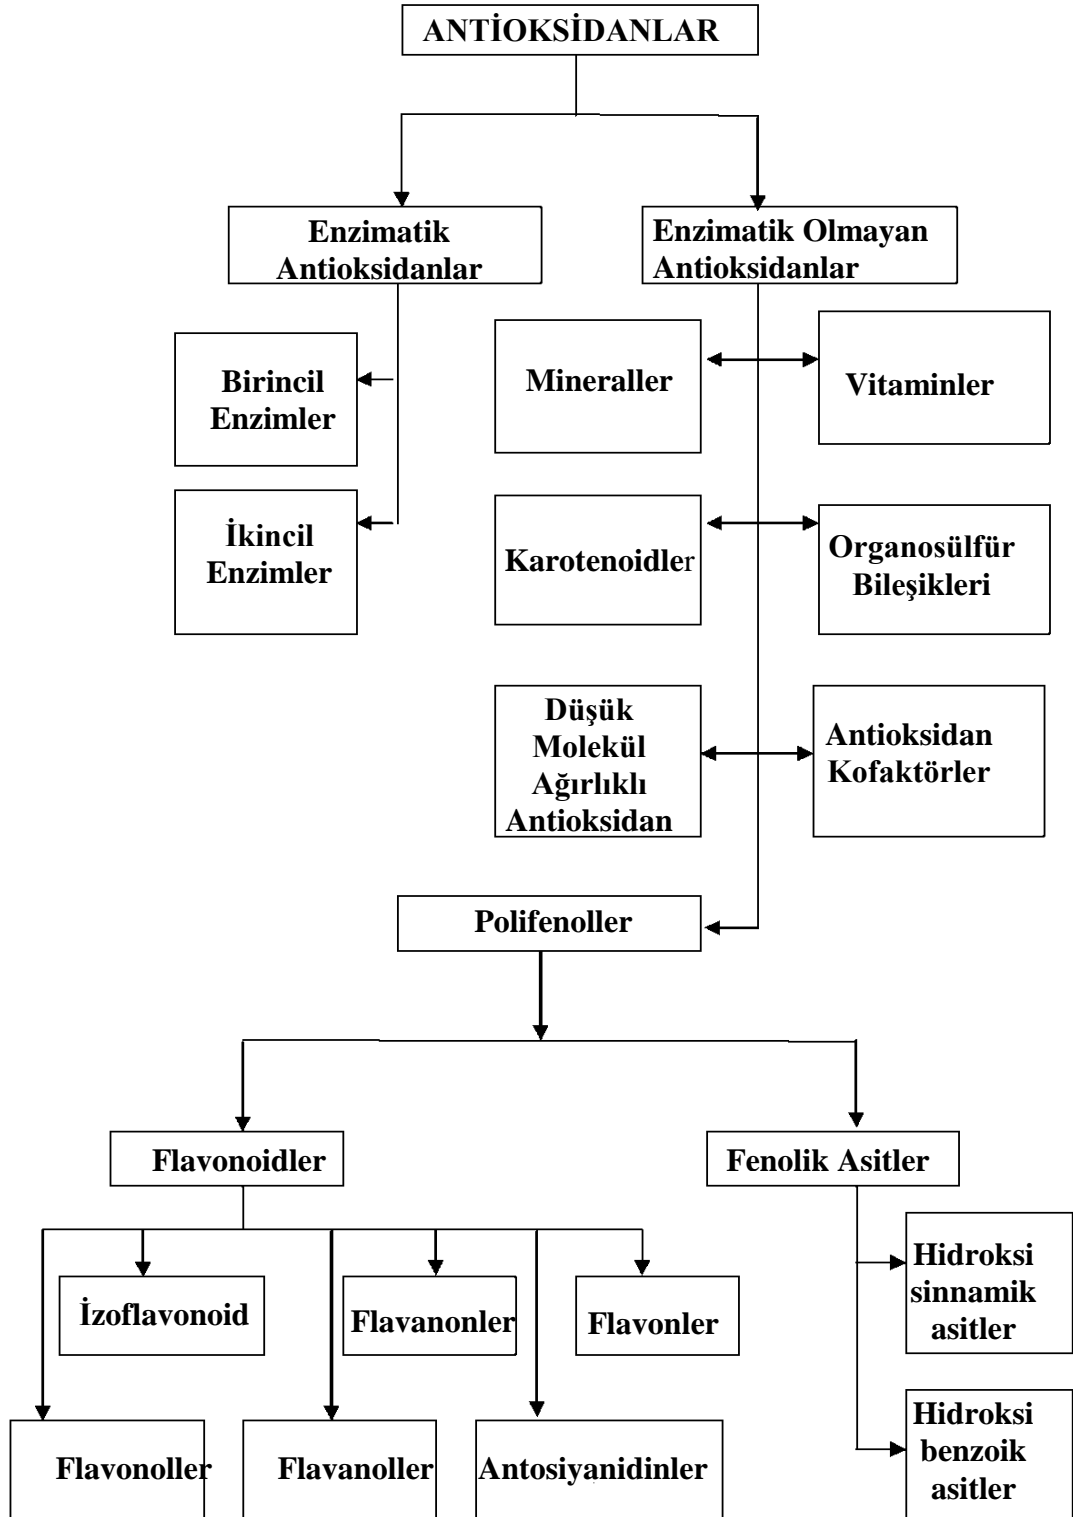 ANTİOKSİDANLAR
Enzimatik
Antioksidanlar
Enzimatik Olmayan
Antioksidanlar
Birincil
Enzimler
Mineraller
Vitaminler
İkincil
Enzimler
Karotenoidler
Organosülfür
Bileşikleri
Düşük
Molekül
Ağırlıklı
Antioksidan
Antioksidan
Kofaktörler
Polifenoller
Flavonoidler
Fenolik Asitler
İzoflavonoid
Flavanonler
Flavonler
Hidroksi
sinnamik
asitler
Flavonoller
Flavanoller
Antosiyanidinler
Hidroksi
benzoik
asitler